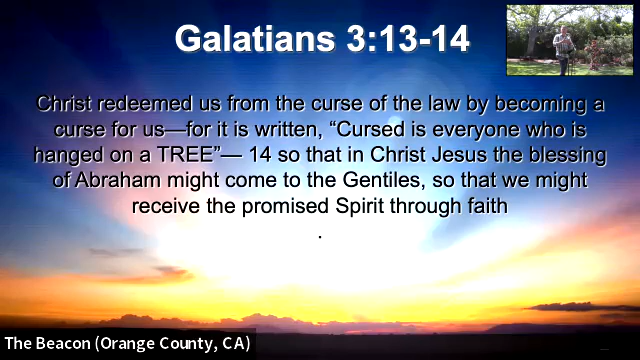 Galatians 3:13-14
Christ redeemed us from the curse of the law by becoming a
curse for us—for it is written, “Cursed is everyone who is
hanged on a TREE”— 14 so that in Christ Jesus the blessing
of Abraham might come to the Gentiles, so that we might
receive the promised Spirit through faith
.
The Beacon (Orange County, CA)